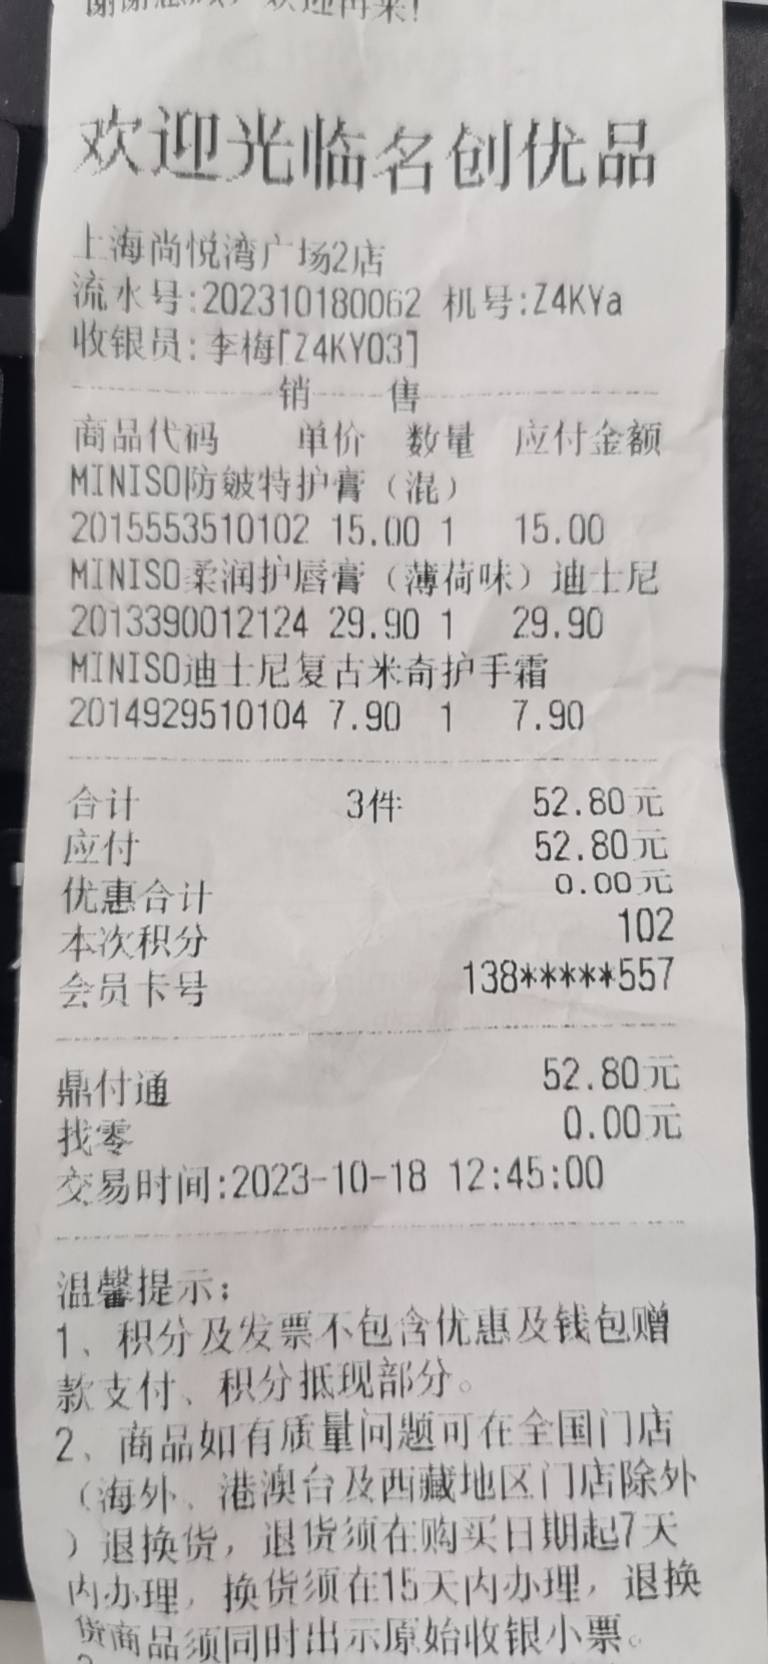 谢谢惠顾，欢迎再来!
欢迎光临名创优品
上海尚悦湾广场2店
流水号:202310180062 机号:Z4KYa
收银员:李梅[Z4KY03]
销 售
商品代码 单价 数量 应付金额
MINISO防皴特护膏（混）
2015553510102 15.00 1 15.00
MINISO柔润护唇膏（薄荷味）迪士尼
2013390012124 29.90 1 29.90
MINISO迪士尼复古米奇护手霜
2014929510104 7.90 1 7.90
合计 3件 52.80元
应付 52.80元
优惠合计 0.00元
本次积分 102
会员卡号 138*****557
鼎付通 52.80元
找零 0.00元
交易时间:2023-10-18 12:45:00
温馨提示：
1、积分及发票不包含优惠及钱包赠
款支付、积分抵现部分。
2、商品如有质量问题可在全国门店
（海外、港澳台及西藏地区门店除外
）退换货，退货须在购买日期起7天
内办理，换货须在15天内办理，退换
货商品须同时出示原始收银小票。